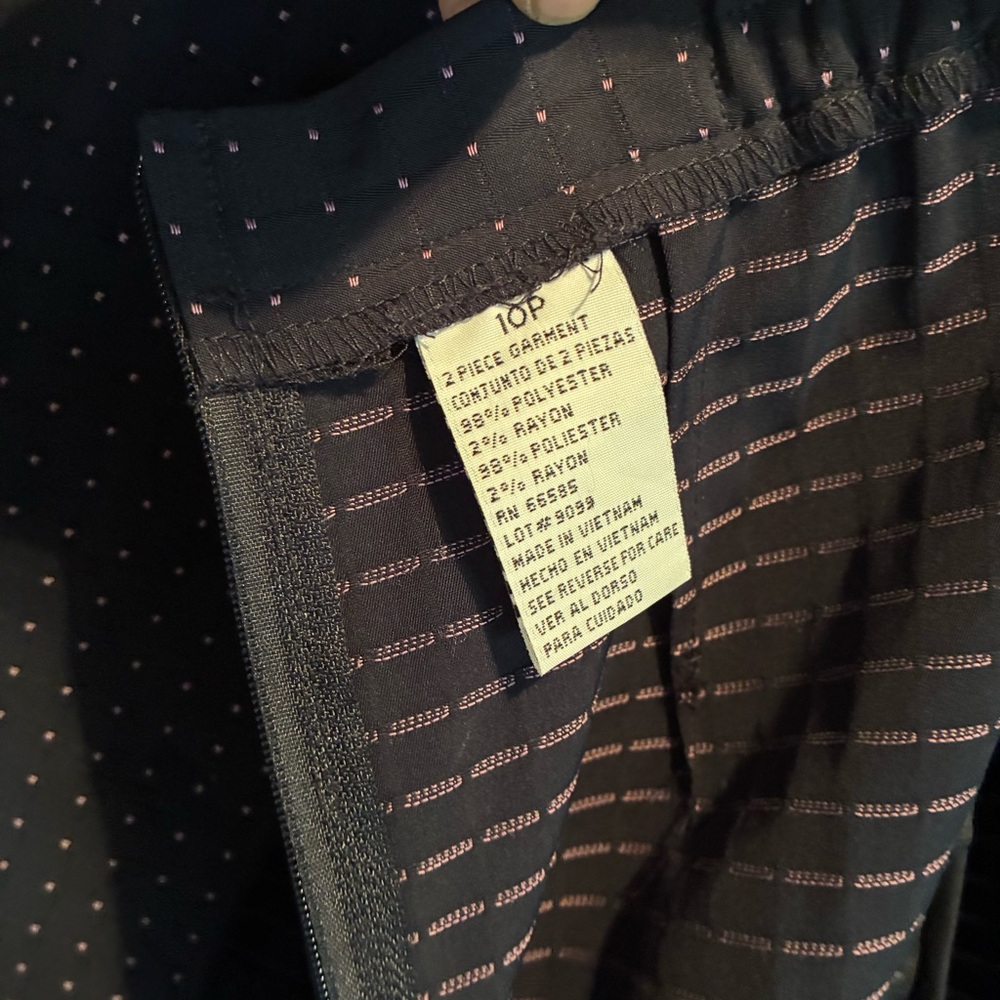 10P
2 PIECE GARMENT
CONJUNTO DE 2 PIEZAS
98% POLYESTER
2% RAYON
98% POLIESTER
2% RAYON
RN 66585
LOT# 9099
MADE IN VIETNAM
HECHO EN VIETNAM
SEE REVERSE FOR CARE
VER AL DORSO
PARA CUIDADO